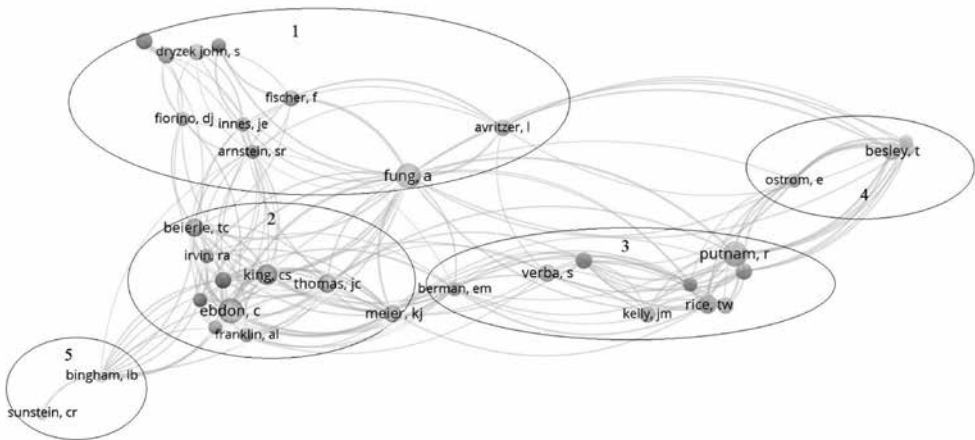 1
dryzek john, s
fischer, f
fiorino, dj
innes, je
avritzer, l
arnstein, sr
fung, a
besley, t
ostrom, e
4
2
beierle, tc
irvin, ra
king, cs
thomas, jc
ebdon, c
franklin, al
meier, kj
3
berman, em
verba, s
putnam, r
kelly, jm
rice, tw
5
bingham, lb
sunstein, cr